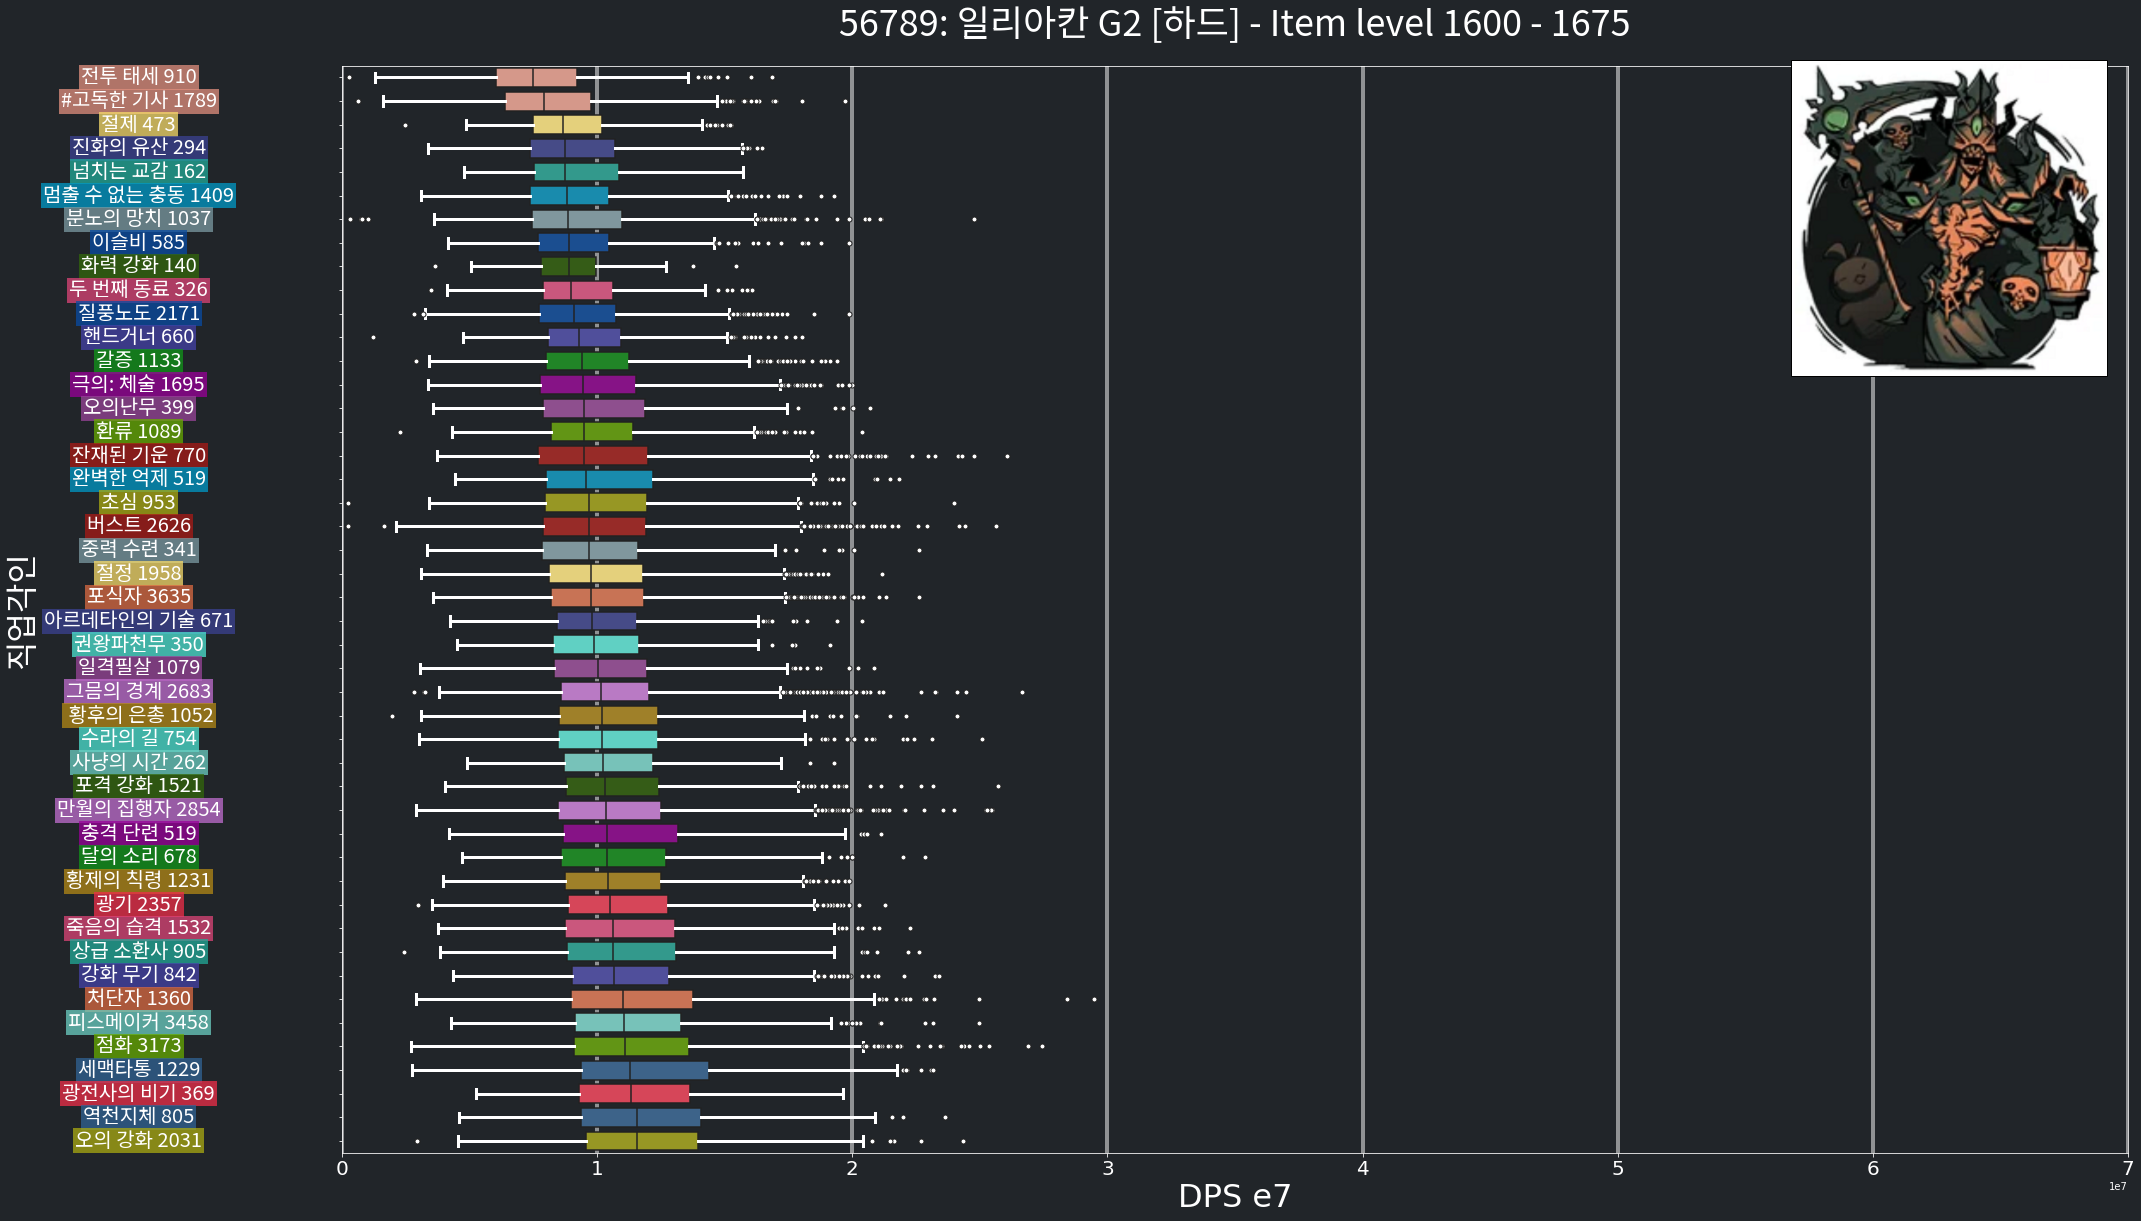 56789: 일리아칸 G2 [하드] - Item level 1600 - 1675
전투 태세 910
#고독한 기사 1789
절제 473
진화의 유산 294
넘치는 교감 162
멈출 수 없는 충동 1409
분노의 망치 1037
이슬비 585
화력 강화 140
두 번째 동료 326
질풍노도 2171
핸드거너 660
갈증 1133
극의: 체술 1695
오의난무 399
환류 1089
잔재된 기운 770
완벽한 억제 519
초심 953
버스트 2626
중력 수련 341
절정 1958
포식자 3635
아르데타인의 기술 671
권왕파천무 350
일격필살 1079
그믐의 경계 2683
황후의 은총 1052
수라의 길 754
사냥의 시간 262
포격 강화 1521
만월의 집행자 2854
충격 단련 519
달의 소리 678
황제의 칙령 1231
광기 2357
죽음의 습격 1532
상급 소환사 905
강화 무기 842
처단자 1360
피스메이커 3458
점화 3173
세맥타통 1229
광전사의 비기 369
역천지체 805
오의 강화 2031
직업각인
0 1 2 3 4 5 6 7
1e7
DPS e7